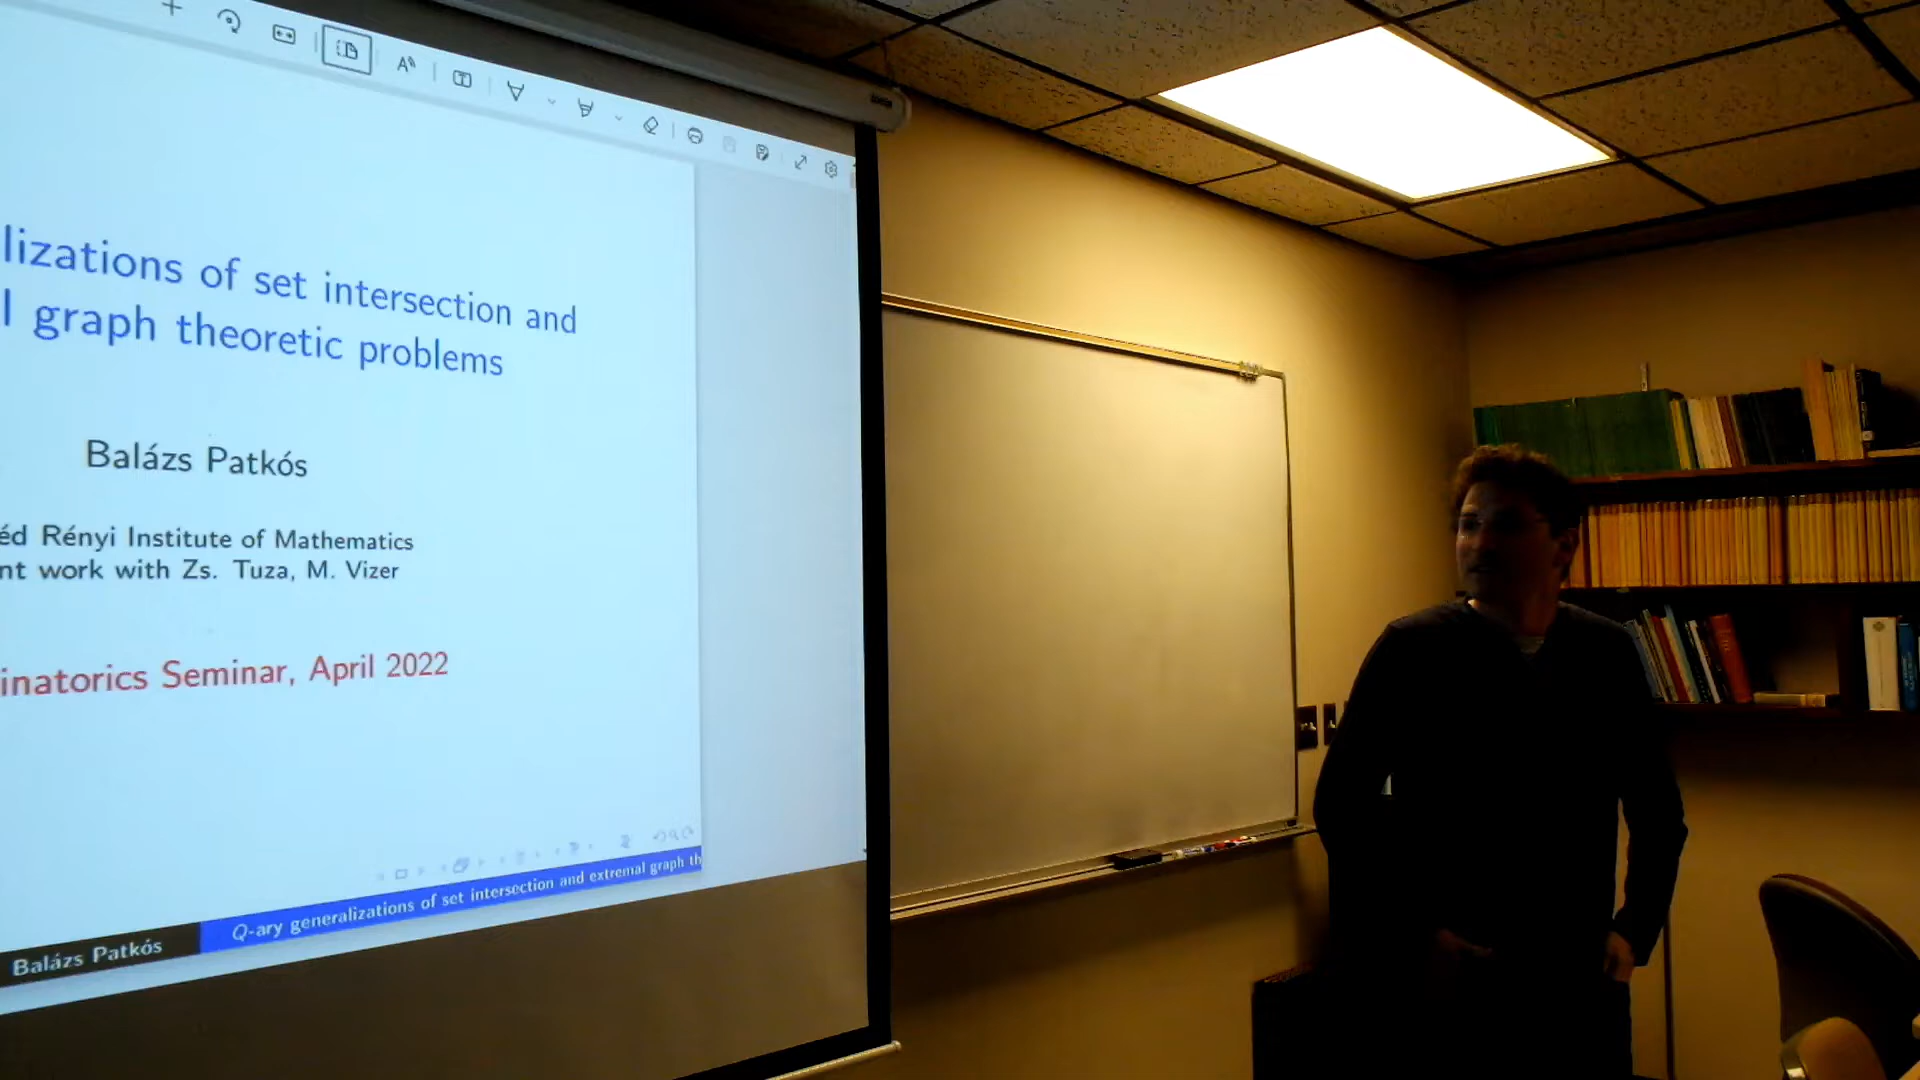 lizations of set intersection and
l graph theoretic problems
Balázs Patkós
éd Rényi Institute of Mathematics
nt work with Zs. Tuza, M. Vizer
inatorics Seminar, April 2022
Balázs Patkós
Q-ary generalizations of set intersection and extremal graph th